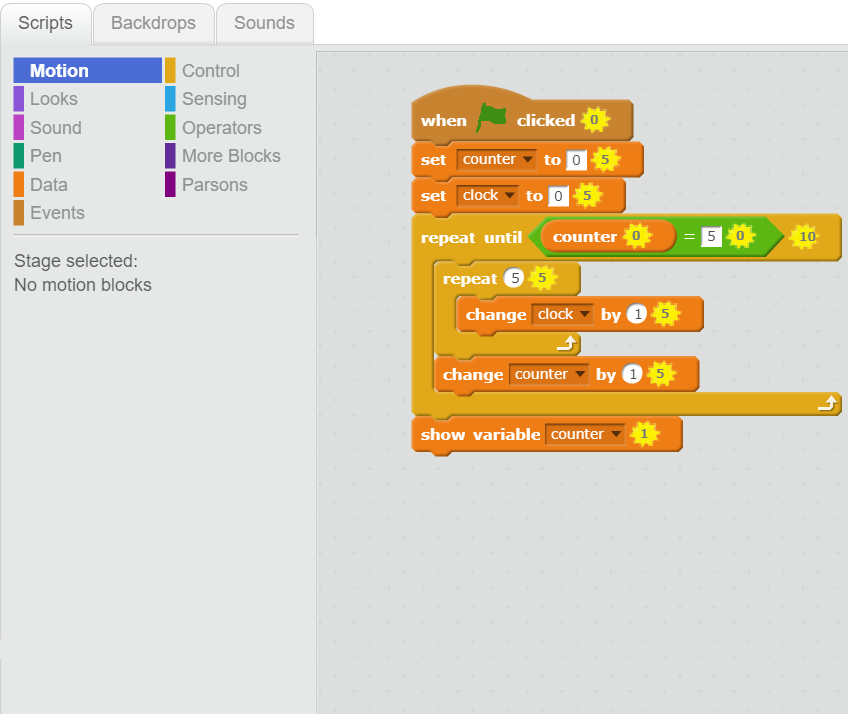 Scripts Backdrops Sounds
Motion Control
Looks Sensing
Sound Operators
Pen More Blocks
Data Parsons
Events
Stage selected:
No motion blocks
when clicked 0
set counter to 0 5
set clock to 0 5
repeat until counter 0 = 5 0 10
repeat 5 5
change clock by 1 5
change counter by 1 5
show variable counter 1